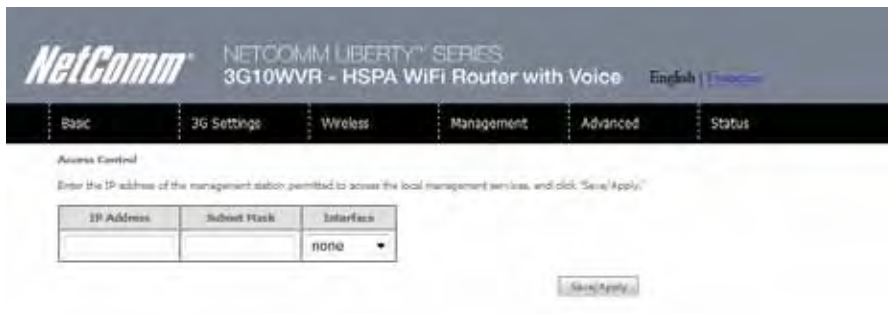 NetComm
NETCOMM LIBERTY™ SERIES
3G10WVR - HSPA WiFi Router with Voice
English | Français
Basic
3G Settings
Wireless
Management
Advanced
Status
Access Control
Enter the IP address of the management station permitted to access the local management services, and click 'Save/Apply.'
IP Address
Subnet Mask
Interface
none
Save/Apply